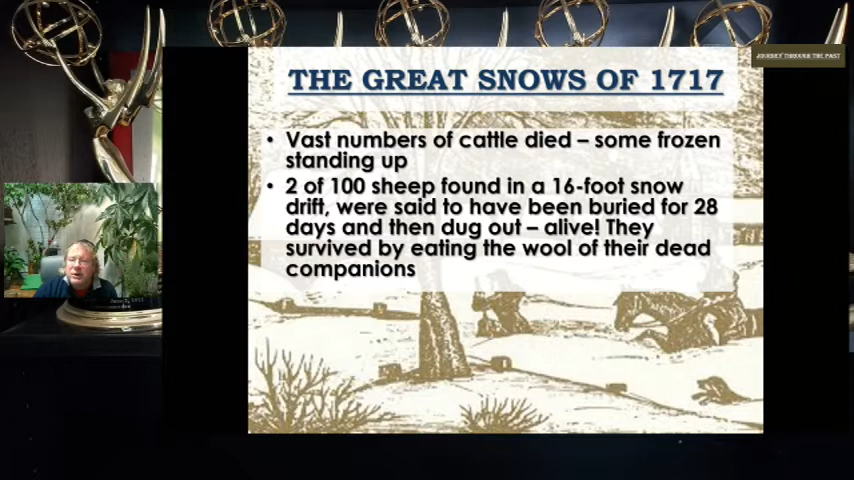 JOURNEY THROUGH THE PAST
THE GREAT SNOWS OF 1717
• Vast numbers of cattle died – some frozen
standing up
• 2 of 100 sheep found in a 16-foot snow
drift, were said to have been buried for 28
days and then dug out – alive! They
survived by eating the wool of their dead
companions